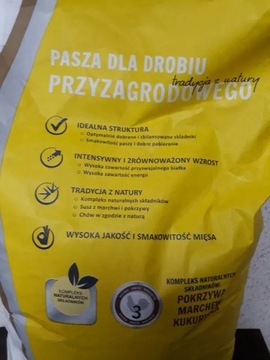 PASZA DLA DROBIU
PRZYZAGRODOWEGO
tradycja z natury
IDEALNA STRUKTURA
• Optymalnie dobrane i zbilansowane składniki
• Smakowitość paszy i dobre pobieranie
INTENSYWNY I ZRÓWNOWAŻONY WZROST
• Wysoka zawartość przyswajalnego białka
• Wysoka zawartość energii
TRADYCJA Z NATURY
• Kompleks naturalnych składników
• Susz z marchwi i pokrzywy
• Chów w zgodzie z naturą
WYSOKA JAKOŚĆ I SMAKOWITOŚĆ MIĘSA
KOMPLEKS
NATURALNYCH
SKŁADNIKÓW
3
KOMPLEKS NATURALNYCH
SKŁADNIKÓW:
POKRZYWA
MARCHEW